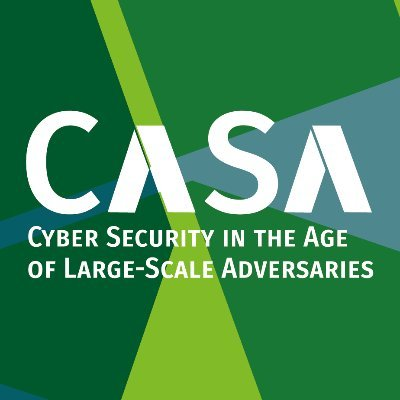 CASA
Cyber Security in the Age
of Large-Scale Adversaries